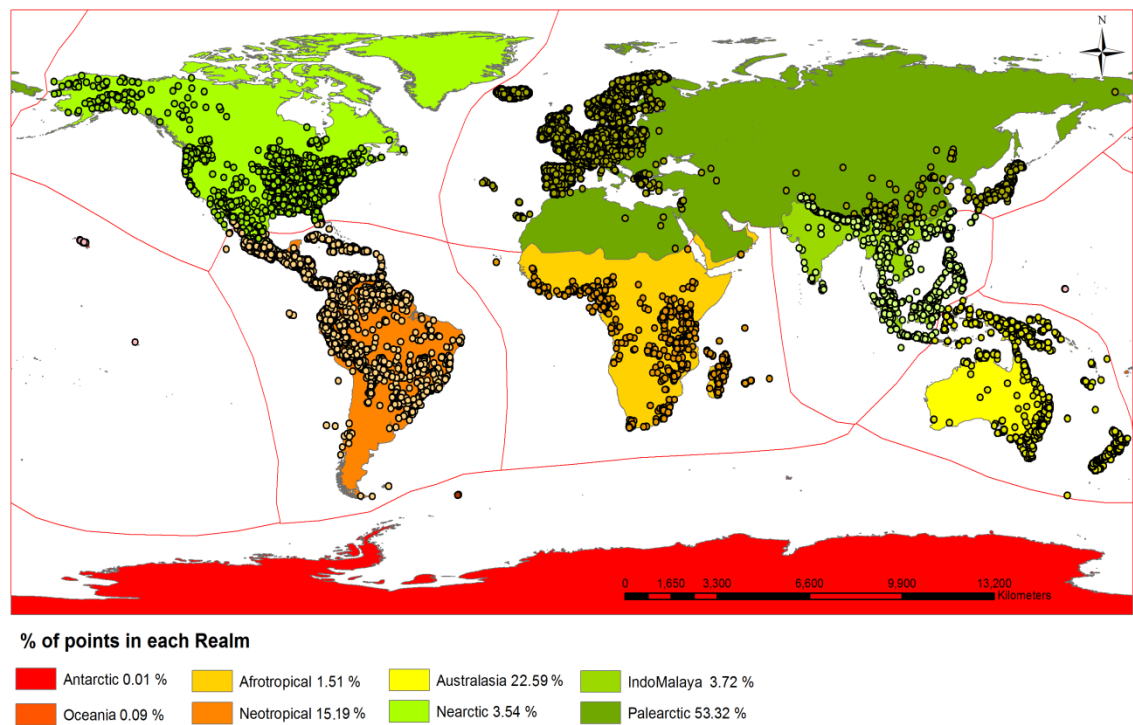 N
0 1,650 3,300 6,600 9,900 13,200
Kilometers
% of points in each Realm
Antarctic 0.01 % Afrotropical 1.51 % Australasia 22.59 % IndoMalaya 3.72 %
Oceania 0.09 % Neotropical 15.19 % Nearctic 3.54 % Palearctic 53.32 %